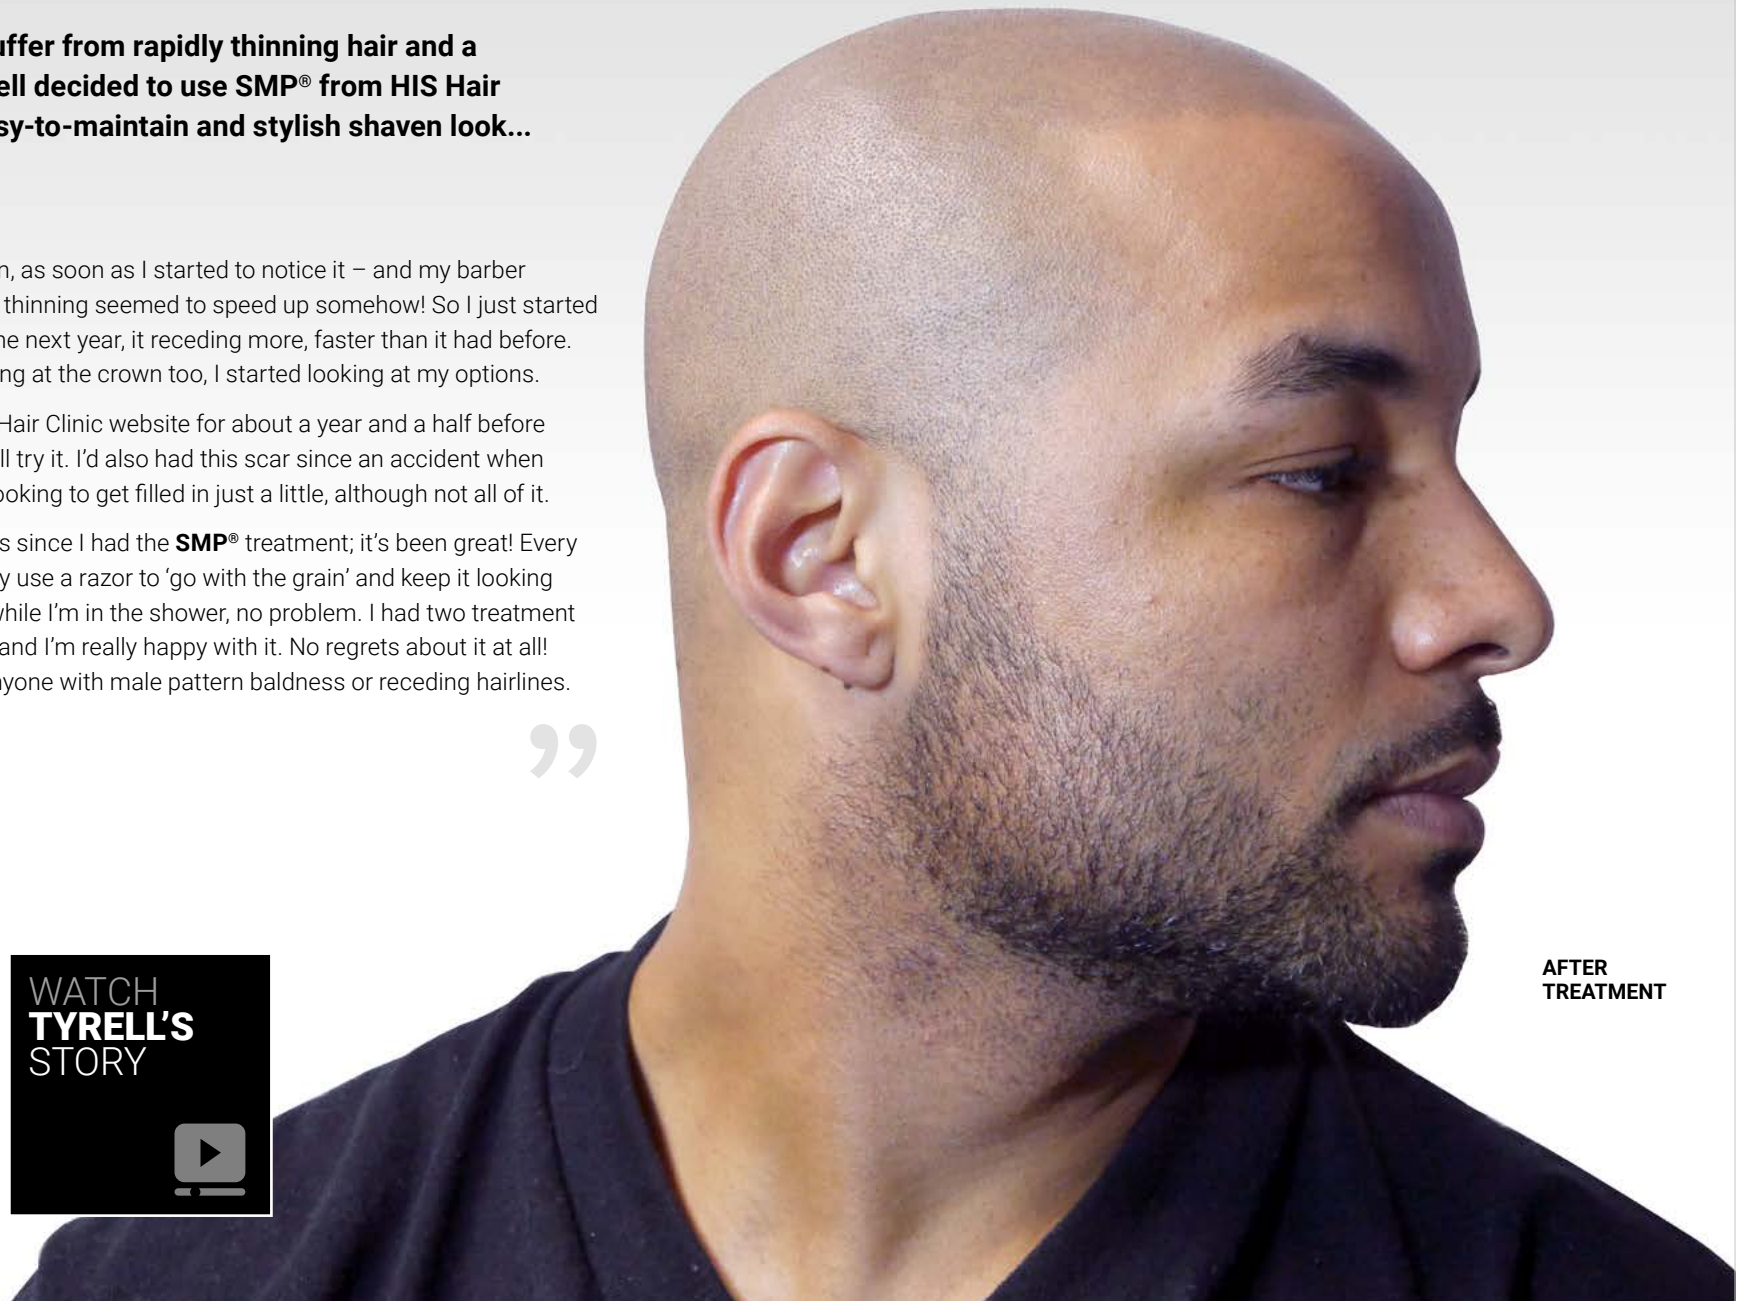 uffer from rapidly thinning hair and a
ell decided to use SMP® from HIS Hair
sy-to-maintain and stylish shaven look...
n, as soon as I started to notice it – and my barber
thinning seemed to speed up somehow! So I just started
he next year, it receding more, faster than it had before.
ng at the crown too, I started looking at my options.
Hair Clinic website for about a year and a half before
ll try it. I’d also had this scar since an accident when
ooking to get filled in just a little, although not all of it.
s since I had the SMP® treatment; it’s been great! Every
y use a razor to ‘go with the grain’ and keep it looking
while I’m in the shower, no problem. I had two treatment
and I’m really happy with it. No regrets about it at all!
nyone with male pattern baldness or receding hairlines.
”
WATCH
TYRELL’S
STORY
AFTER
TREATMENT